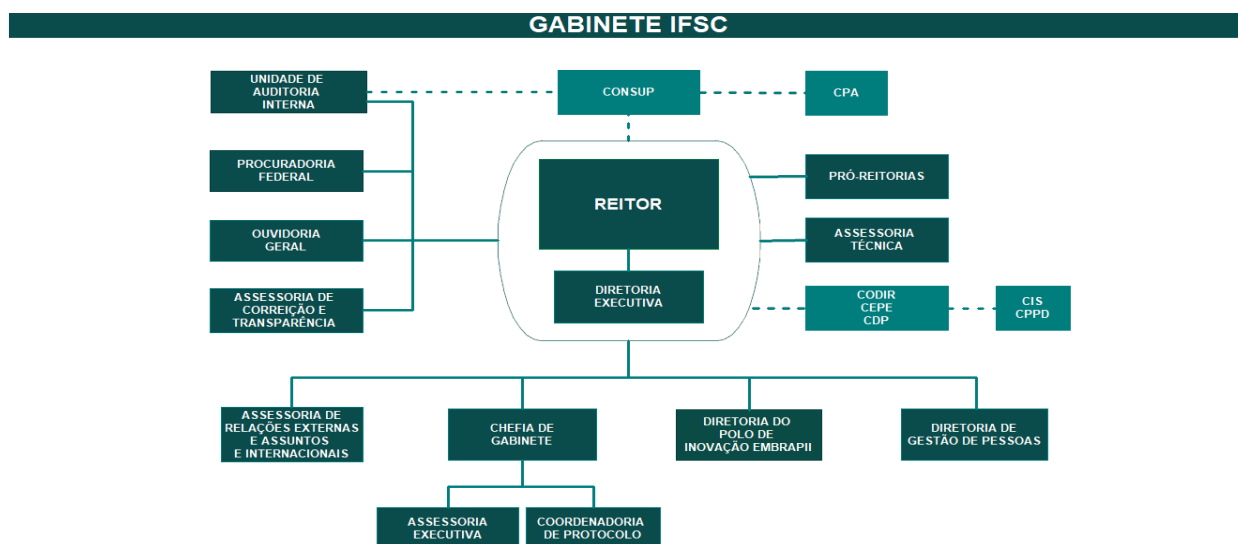 GABINETE IFSC
UNIDADE DE
AUDITORIA
INTERNA
CONSUP
CPA
PROCURADORIA
FEDERAL
REITOR
PRÓ-REITORIAS
OUVIDORIA
GERAL
ASSESSORIA
TÉCNICA
ASSESSORIA DE
CORREIÇÃO E
TRANSPARÊNCIA
DIRETORIA
EXECUTIVA
CODIR
CEPE
CDP
CIS
CPPD
ASSESSORIA DE
RELAÇÕES EXTERNAS
E ASSUNTOS
E INTERNACIONAIS
CHEFIA DE
GABINETE
DIRETORIA DO
POLO DE
INOVAÇÃO EMBRAPII
DIRETORIA DE
GESTÃO DE PESSOAS
ASSESSORIA
EXECUTIVA
COORDENADORIA
DE PROTOCOLO